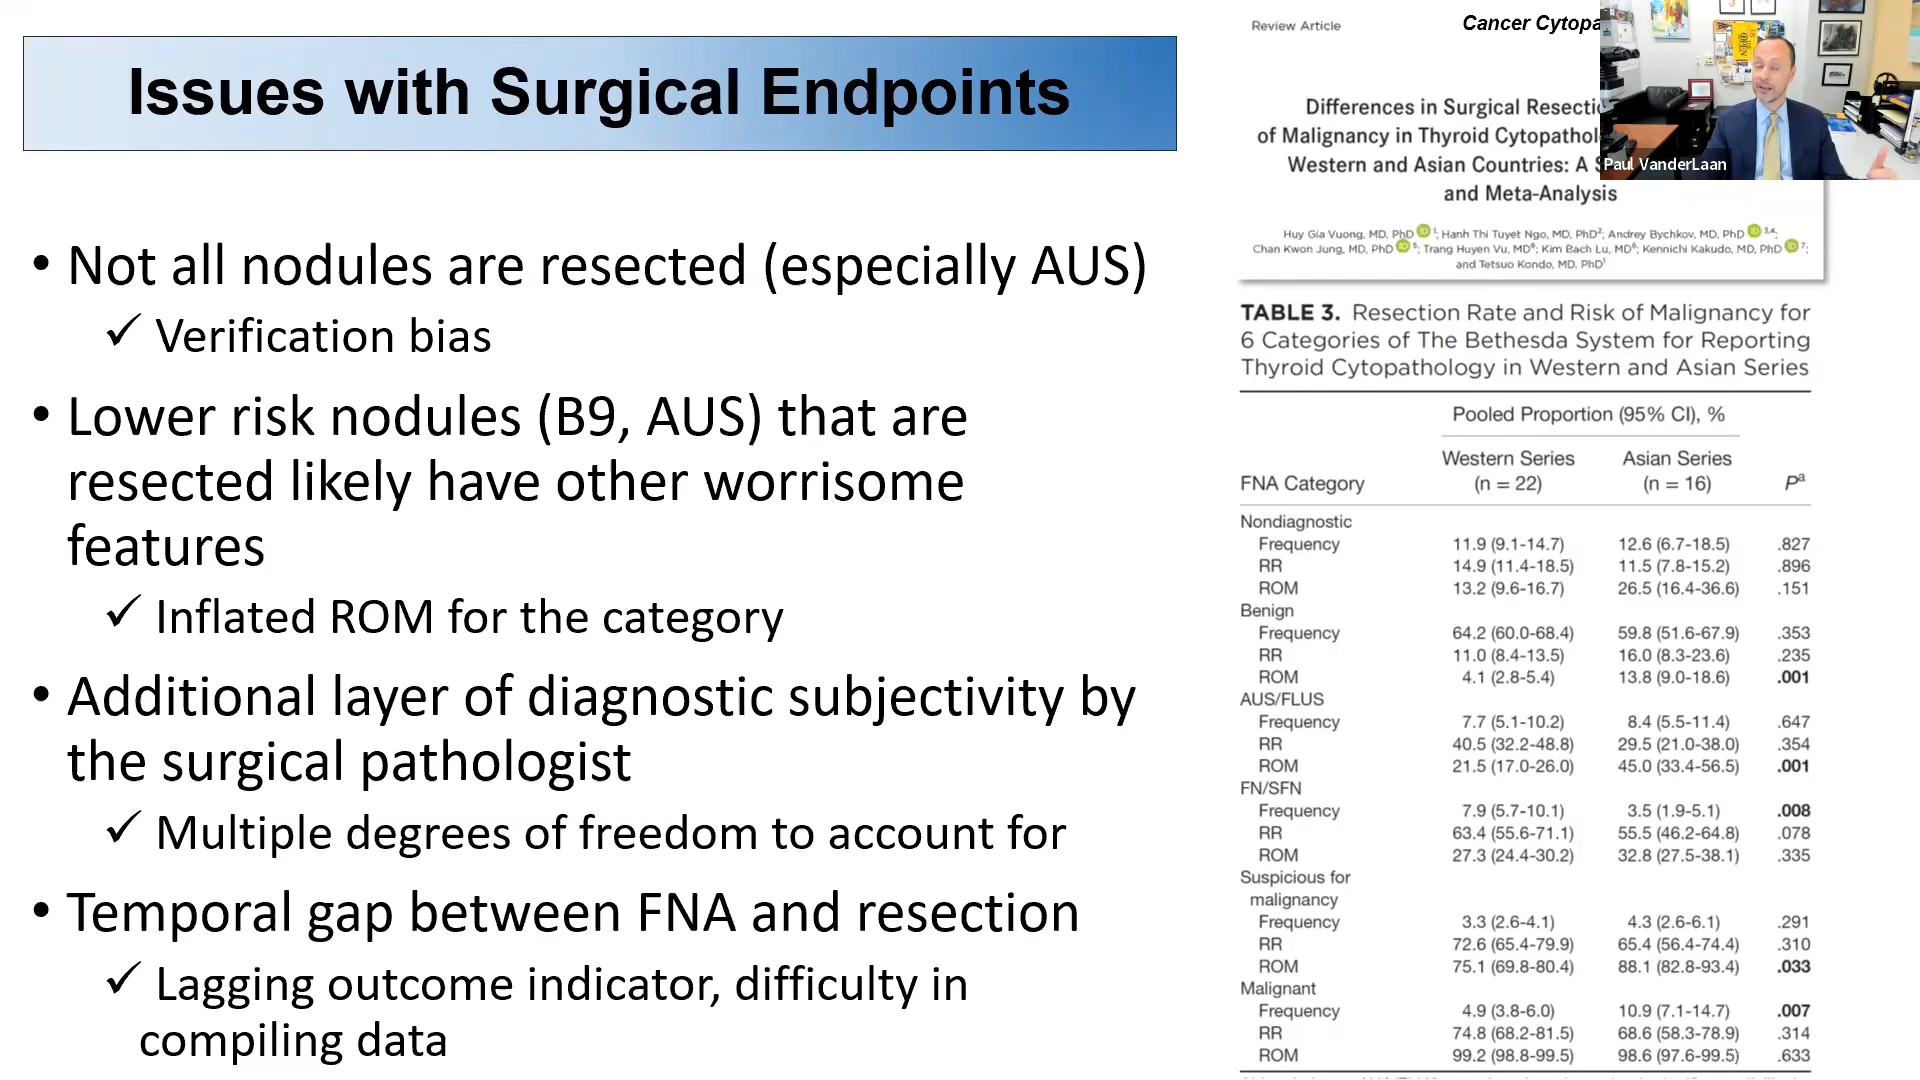 Issues with Surgical Endpoints
• Not all nodules are resected (especially AUS)
✓ Verification bias
• Lower risk nodules (B9, AUS) that are
resected likely have other worrisome
features
✓ Inflated ROM for the category
• Additional layer of diagnostic subjectivity by
the surgical pathologist
✓ Multiple degrees of freedom to account for
• Temporal gap between FNA and resection
✓ Lagging outcome indicator, difficulty in
compiling data
Review Article
Cancer Cytopa
Differences in Surgical Resectio
of Malignancy in Thyroid Cytopathol
Western and Asian Countries: A S
and Meta-Analysis
Paul VanderLaan
Huy Gia Vuong, MD, PhD iD 1; Hanh Thi Tuyet Ngo, MD, PhD2; Andrey Bychkov, MD, PhD iD 3,4;
Chan Kwon Jung, MD, PhD iD 5; Trang Huyen Vu, MD6; Kim Bach Lu, MD6; Kennichi Kakudo, MD, PhD iD 7;
and Tetsuo Kondo, MD, PhD1
TABLE 3. Resection Rate and Risk of Malignancy for
6 Categories of The Bethesda System for Reporting
Thyroid Cytopathology in Western and Asian Series
Pooled Proportion (95% CI), %
Western Series Asian Series
FNA Category (n = 22) (n = 16) Pa
Nondiagnostic
Frequency 11.9 (9.1-14.7) 12.6 (6.7-18.5) .827
RR 14.9 (11.4-18.5) 11.5 (7.8-15.2) .896
ROM 13.2 (9.6-16.7) 26.5 (16.4-36.6) .151
Benign
Frequency 64.2 (60.0-68.4) 59.8 (51.6-67.9) .353
RR 11.0 (8.4-13.5) 16.0 (8.3-23.6) .235
ROM 4.1 (2.8-5.4) 13.8 (9.0-18.6) .001
AUS/FLUS
Frequency 7.7 (5.1-10.2) 8.4 (5.5-11.4) .647
RR 40.5 (32.2-48.8) 29.5 (21.0-38.0) .354
ROM 21.5 (17.0-26.0) 45.0 (33.4-56.5) .001
FN/SFN
Frequency 7.9 (5.7-10.1) 3.5 (1.9-5.1) .008
RR 63.4 (55.6-71.1) 55.5 (46.2-64.8) .078
ROM 27.3 (24.4-30.2) 32.8 (27.5-38.1) .335
Suspicious for
malignancy
Frequency 3.3 (2.6-4.1) 4.3 (2.6-6.1) .291
RR 72.6 (65.4-79.9) 65.4 (56.4-74.4) .310
ROM 75.1 (69.8-80.4) 88.1 (82.8-93.4) .033
Malignant
Frequency 4.9 (3.8-6.0) 10.9 (7.1-14.7) .007
RR 74.8 (68.2-81.5) 68.6 (58.3-78.9) .314
ROM 99.2 (98.8-99.5) 98.6 (97.6-99.5) .633